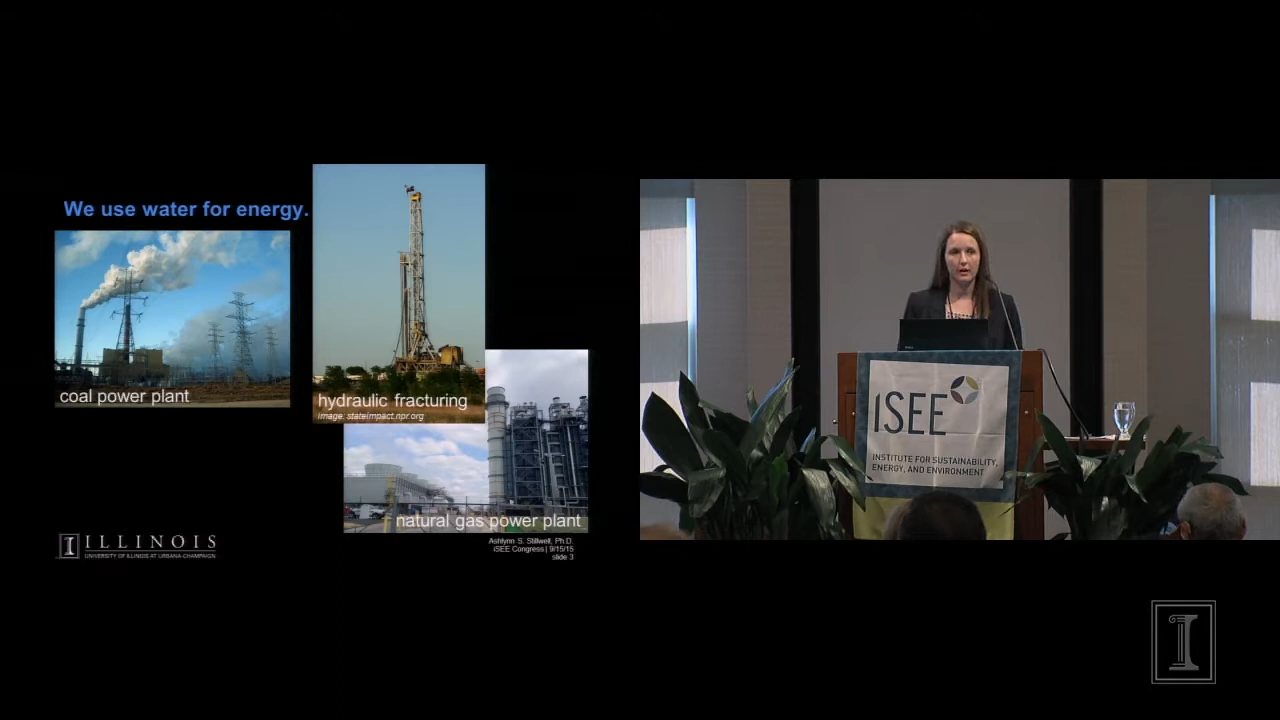 We use water for energy.
coal power plant
hydraulic fracturing
image: stateimpact.npr.org
natural gas power plant
ILLINOIS
UNIVERSITY OF ILLINOIS AT URBANA-CHAMPAIGN
Ashlynn S. Stillwell, Ph.D.
iSEE Congress | 9/15/15
slide 3
iSEE
INSTITUTE FOR SUSTAINABILITY,
ENERGY, AND ENVIRONMENT